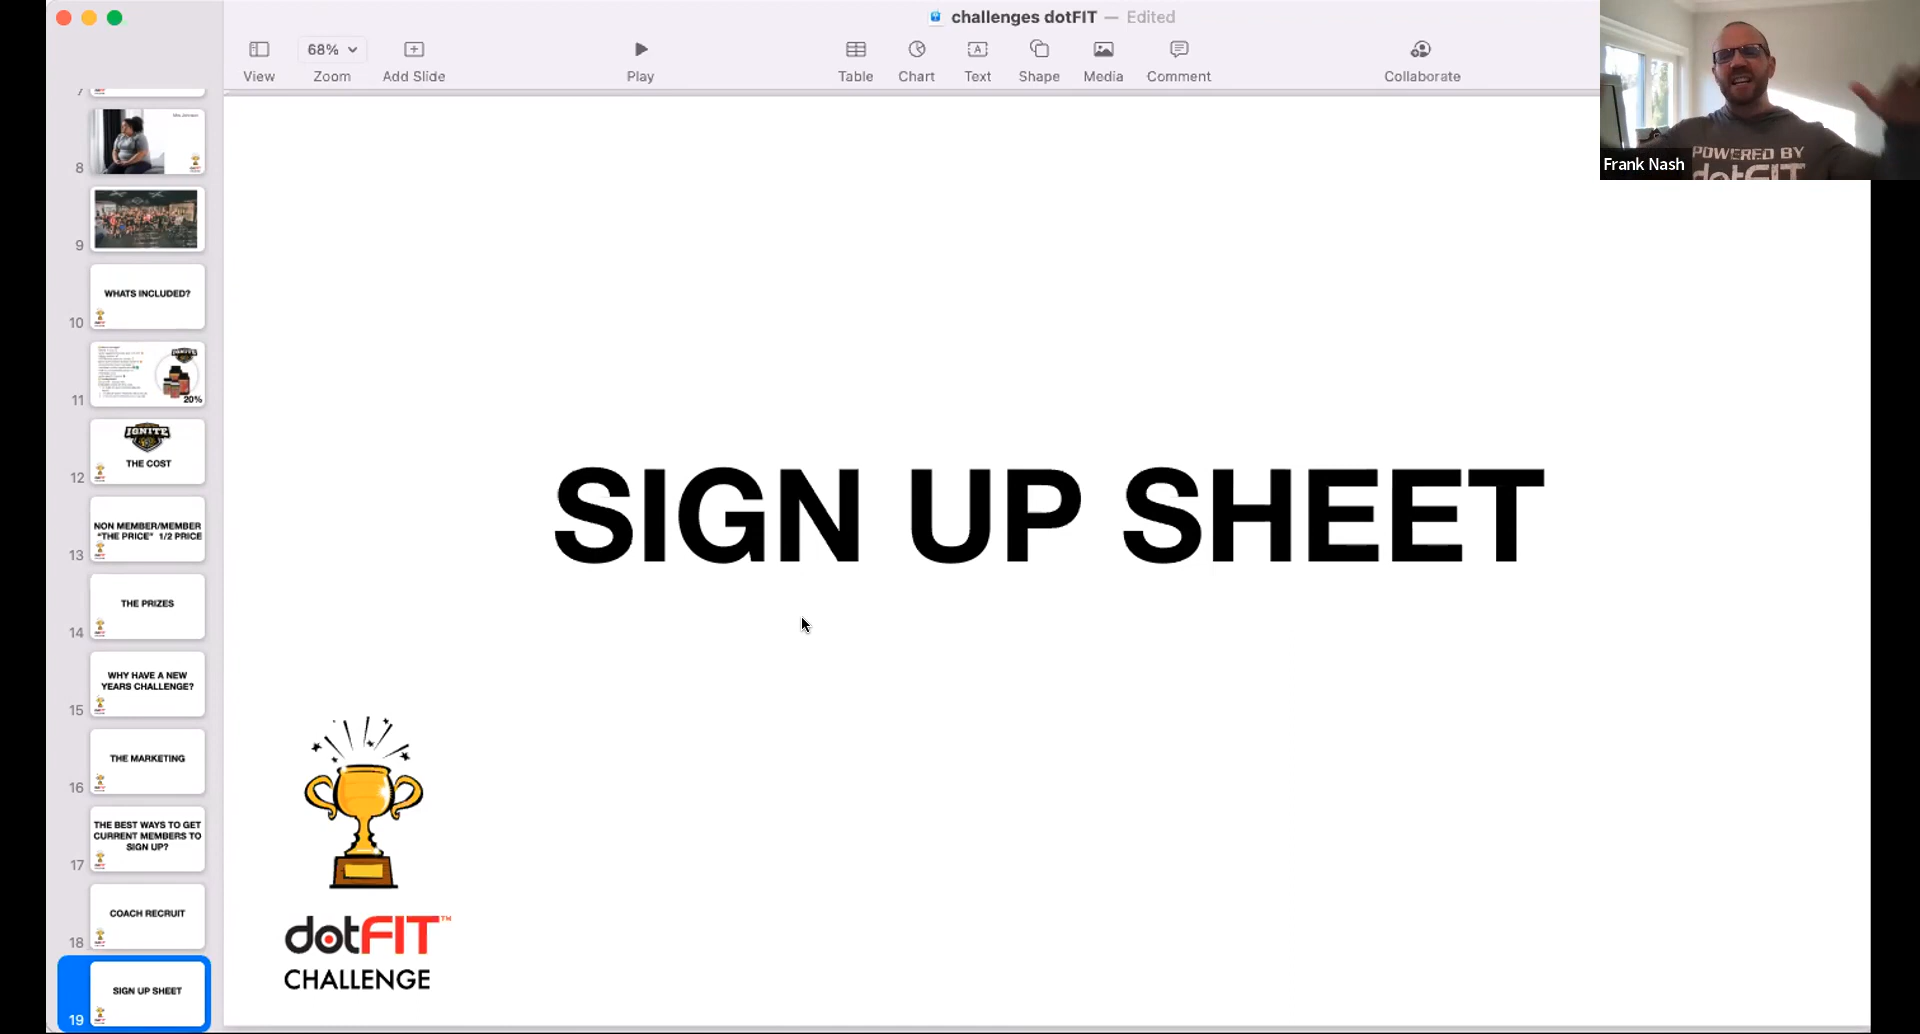 challenges dotFIT — Edited
68%
View
Zoom
Add Slide
Play
Table
Chart
Text
Shape
Media
Comment
Collaborate
POWERED BY
dotFIT
Frank Nash
7
8
9
WHATS INCLUDED?
10
IGNITE
20%
11
IGNITE
THE COST
12
NON MEMBER/MEMBER
"THE PRICE" 1/2 PRICE
13
THE PRIZES
14
WHY HAVE A NEW
YEARS CHALLENGE?
15
THE MARKETING
16
THE BEST WAYS TO GET
CURRENT MEMBERS TO
SIGN UP?
17
COACH RECRUIT
18
SIGN UP SHEET
19
SIGN UP SHEET
dotFIT™
CHALLENGE